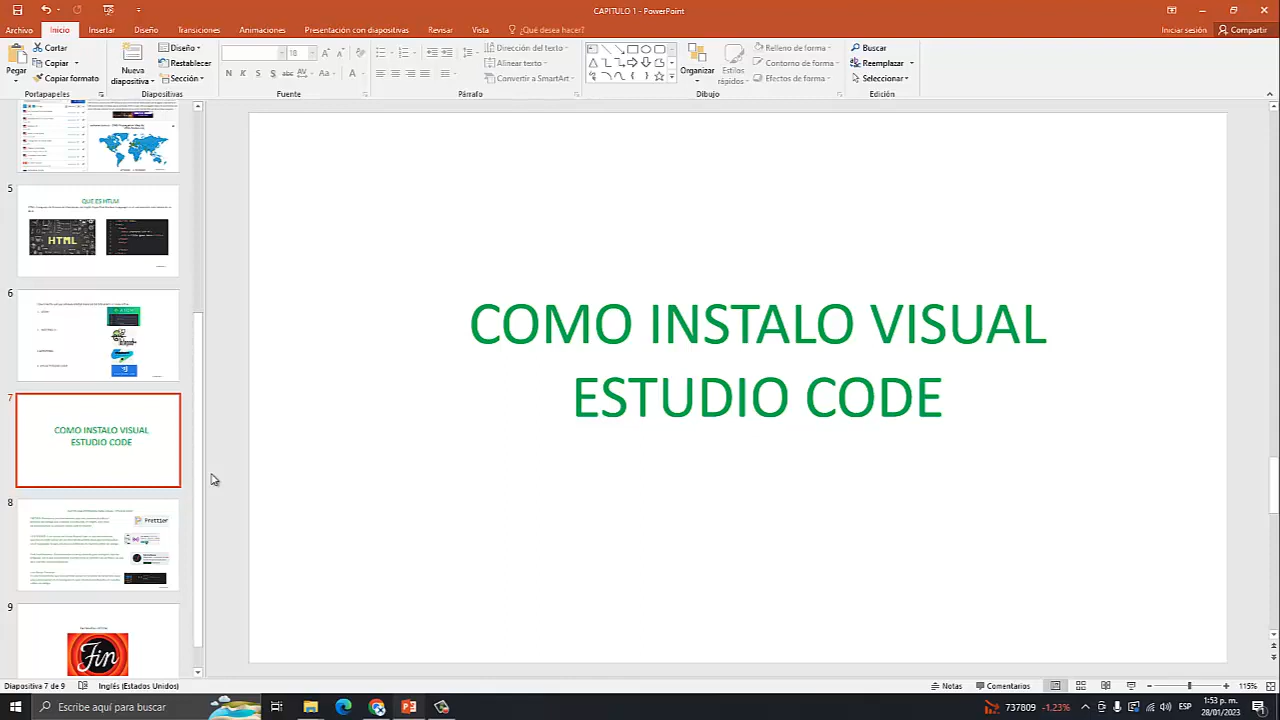 CAPITULO 1 - PowerPoint
Archivo Inicio Insertar Diseño Transiciones Animaciones Presentación con diapositivas Revisar Vista ¿Qué desea hacer? Iniciar sesión Compartir
Pegar
Cortar
Copiar
Copiar formato
Portapapeles
Nueva diapositiva
Diseño
Restablecer
Sección
Diapositivas
18
N K S S abc AV Aa A
Fuente
Dirección del texto
Alinear texto
Convertir a SmartArt
Párrafo
Organizar
Estilos rápidos
Relleno de forma
Contorno de forma
Efectos de forma
Dibujo
Buscar
Reemplazar
Seleccionar
Edición
5
QUE ES HTLM
HTML
6
7
COMO INSTALO VISUAL
ESTUDIO CODE
8
Prettier
9
Fin
COMO INSTALO VISUAL
ESTUDIO CODE
Diapositiva 7 de 9 Inglés (Estados Unidos) Notas Comentarios 115%
Escribe aquí para buscar 737809 -1,23% ESP 1:53 p. m.
28/01/2023